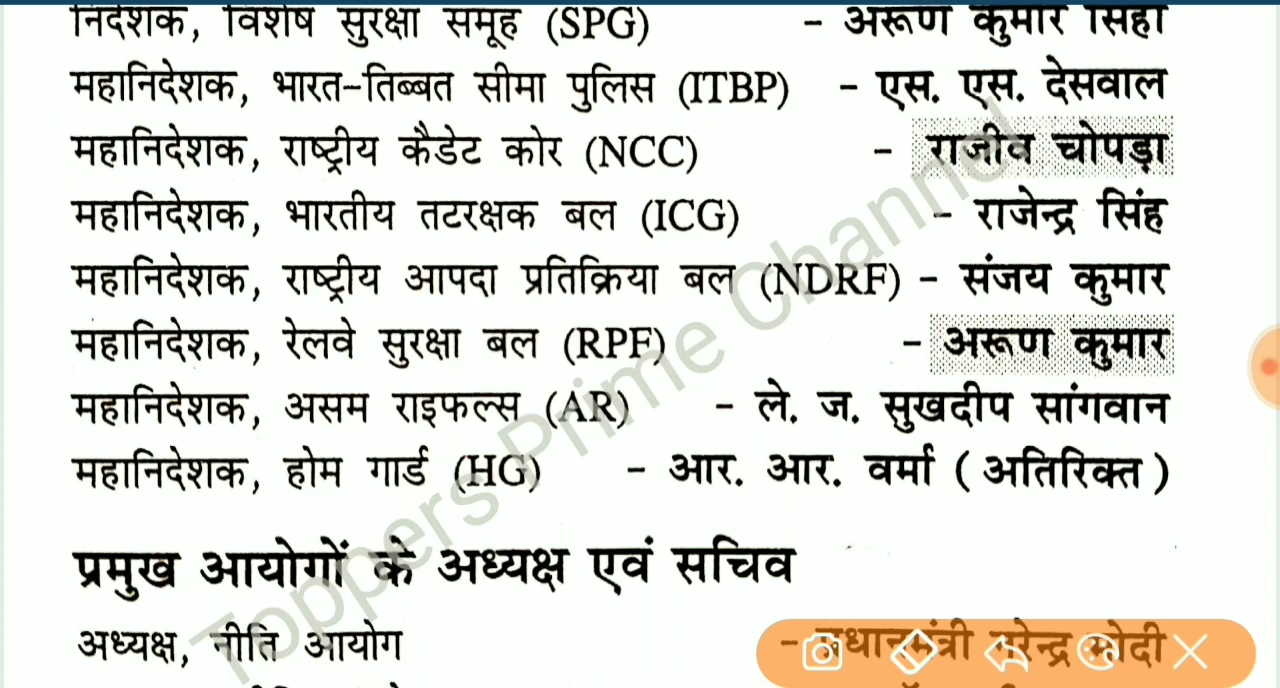 निदेशक, विशेष सुरक्षा समूह (SPG) - अरूण कुमार सिंहा
महानिदेशक, भारत-तिब्बत सीमा पुलिस (ITBP) - एस. एस. देसवाल
महानिदेशक, राष्ट्रीय कैडेट कोर (NCC) - राजीव चोपड़ा
महानिदेशक, भारतीय तटरक्षक बल (ICG) - राजेन्द्र सिंह
महानिदेशक, राष्ट्रीय आपदा प्रतिक्रिया बल (NDRF) - संजय कुमार
महानिदेशक, रेलवे सुरक्षा बल (RPF) - अरूण कुमार
महानिदेशक, असम राइफल्स (AR) - ले. ज. सुखदीप सांगवान
महानिदेशक, होम गार्ड (HG) - आर. आर. वर्मा (अतिरिक्त)
प्रमुख आयोगों के अध्यक्ष एवं सचिव
अध्यक्ष, नीति आयोग - प्रधानमंत्री नरेन्द्र मोदी
Toppers Prime Channel